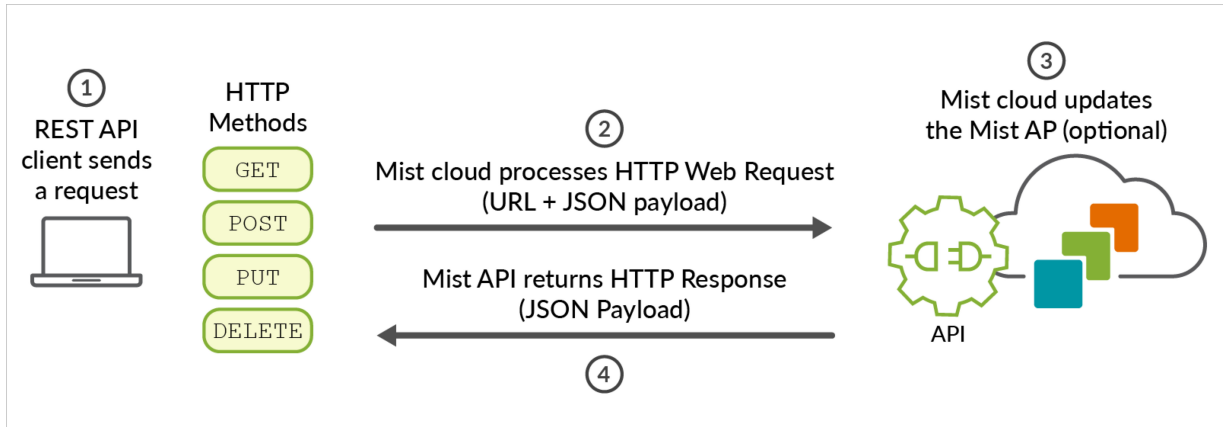 1
REST API
client sends
a request
HTTP
Methods
GET
POST
PUT
DELETE
2
Mist cloud processes HTTP Web Request
(URL + JSON payload)
Mist API returns HTTP Response
(JSON Payload)
4
3
Mist cloud updates
the Mist AP (optional)
API